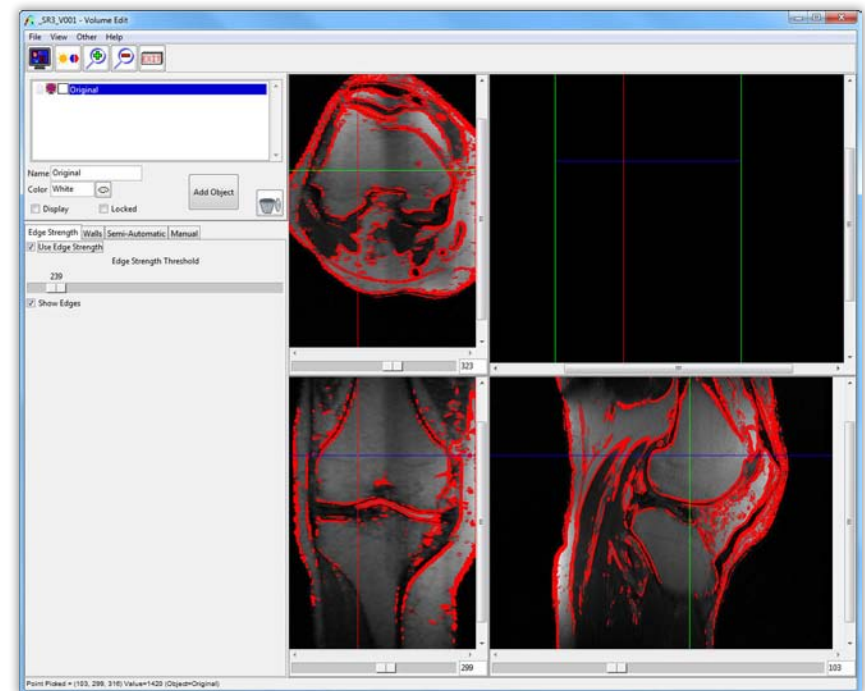 _SR3_V001 - Volume Edit
File View Other Help
EXIT
Original
Name Original
Color White
Add Object
Display Locked
Edge Strength Walls Semi-Automatic Manual
Use Edge Strength
Edge Strength Threshold
239
Show Edges
323
299
103
Point Picked = (103, 299, 316) Value=1420 (Object=Original)